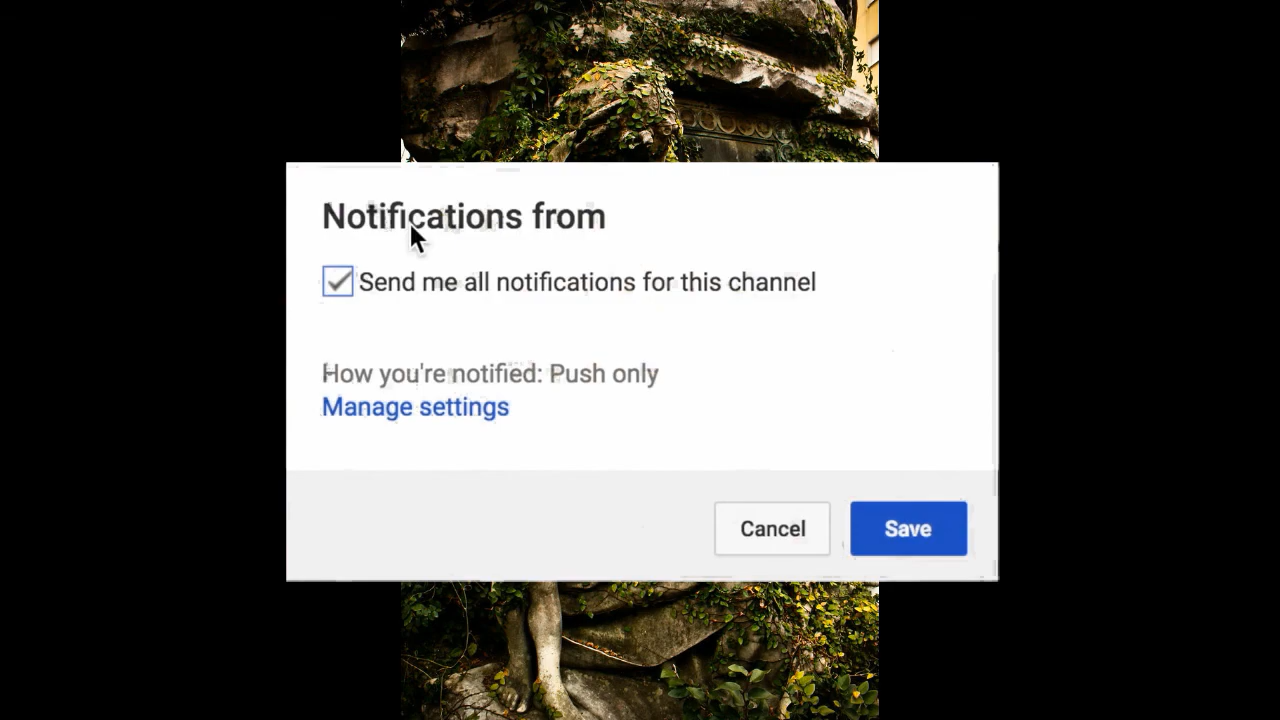 Notifications from
Send me all notifications for this channel
How you're notified: Push only
Manage settings
Cancel
Save